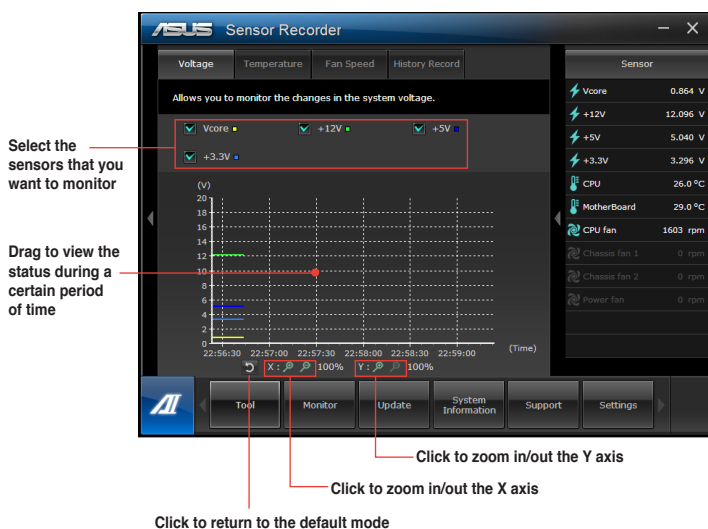 ASUS Sensor Recorder
Voltage Temperature Fan Speed History Record
Allows you to monitor the changes in the system voltage.
Vcore +12V +5V
+3.3V
Select the
sensors that you
want to monitor
Drag to view the
status during a
certain period
of time
(V)
20
18
16
14
12
10
8
6
4
2
0
22:56:30 22:57:00 22:57:30 22:58:00 22:58:30 22:59:00
(Time)
X : 100% Y : 100%
Sensor
Vcore 0.864 V
+12V 12.096 V
+5V 5.040 V
+3.3V 3.296 V
CPU 26.0 ºC
MotherBoard 29.0 ºC
CPU fan 1603 rpm
Chassis fan 1 0 rpm
Chassis fan 2 0 rpm
Power fan 0 rpm
AI
Tool
Monitor
Update
System
Information
Support
Settings
Click to zoom in/out the Y axis
Click to zoom in/out the X axis
Click to return to the default mode